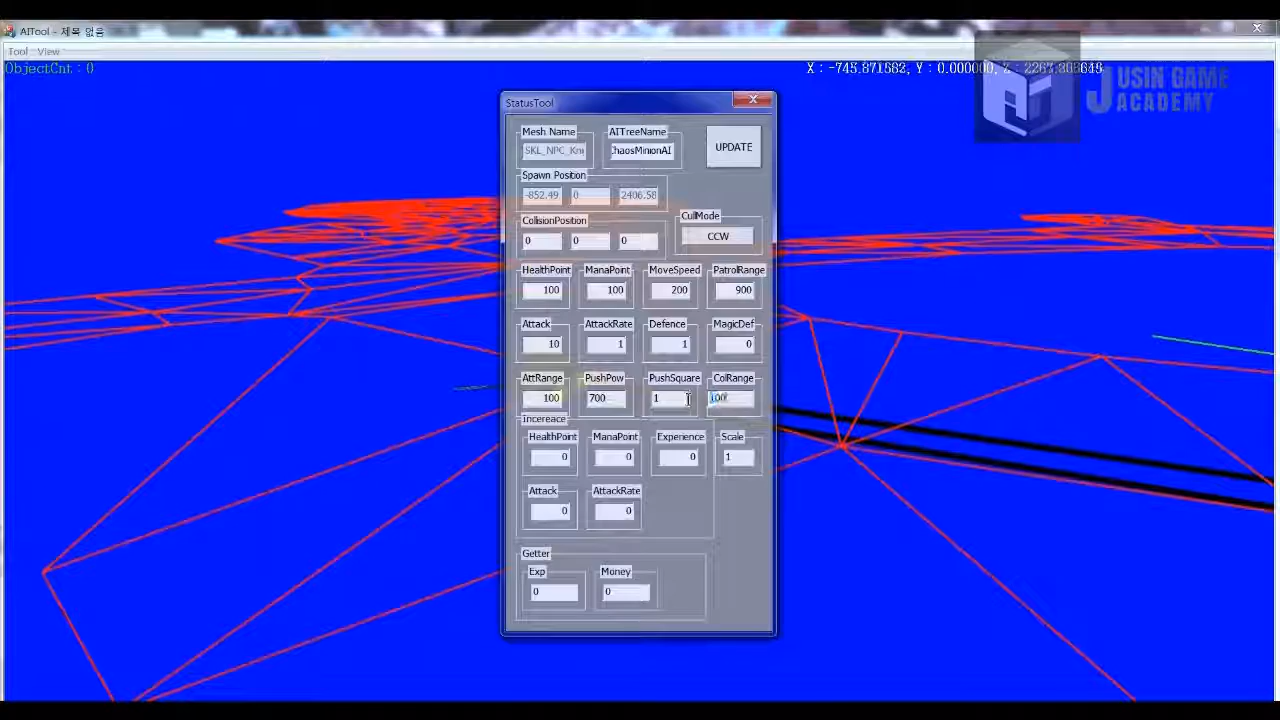 AITool - 제목 없음
Tool View
ObjectCnt : 0
X : -745.871582, Y : 0.000000, Z :
JUSIN GAME
ACADEMY
StatusTool
Mesh Name AITreeName
SKL_NPC_Kn ChaosMinionAI UPDATE
Spawn Position
-852.49 0 2406.58
CollisionPosition CullMode
0 0 0 CCW
HealthPoint ManaPoint MoveSpeed PatrolRange
100 100 200 900
Attack AttackRate Defence MagicDef
10 1 1 0
AttRange PushPow PushSquare ColRange
100 700 1 100
Increace
HealthPoint ManaPoint Experience Scale
0 0 0 1
Attack AttackRate
0 0
Getter
Exp Money
0 0